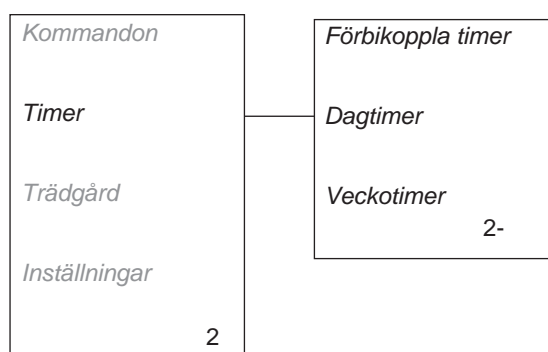 Kommandon
Timer
Trädgård
Inställningar
2
Förbikoppla timer
Dagtimer
Veckotimer
2-